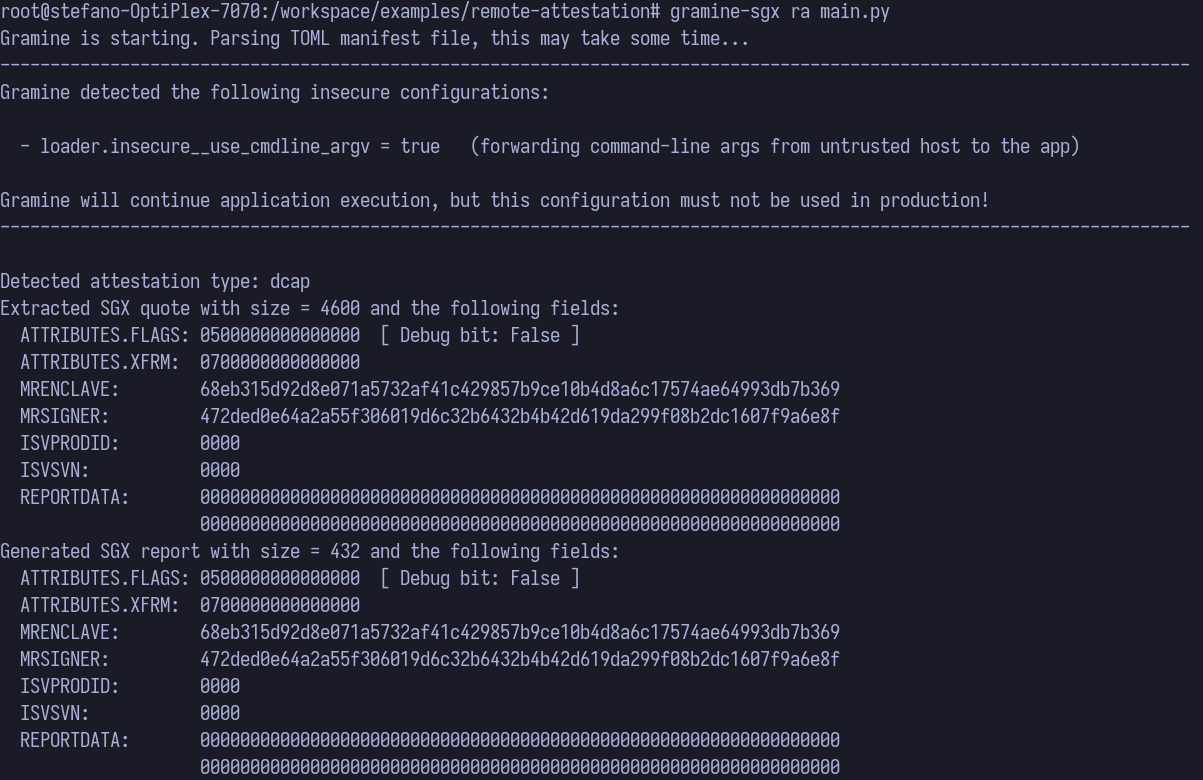 root@stefano-OptiPlex-7070:/workspace/examples/remote-attestation# gramine-sgx ra main.py
Gramine is starting. Parsing TOML manifest file, this may take some time...
-----------------------------------------------------------------------------------------------------------------------
Gramine detected the following insecure configurations:
  - loader.insecure__use_cmdline_argv = true   (forwarding command-line args from untrusted host to the app)
Gramine will continue application execution, but this configuration must not be used in production!
-----------------------------------------------------------------------------------------------------------------------
Detected attestation type: dcap
Extracted SGX quote with size = 4600 and the following fields:
  ATTRIBUTES.FLAGS: 0500000000000000  [ Debug bit: False ]
  ATTRIBUTES.XFRM:  0700000000000000
  MRENCLAVE:        68eb315d92d8e071a5732af41c429857b9ce10b4d8a6c17574ae64993db7b369
  MRSIGNER:         472ded0e64a2a55f306019d6c32b6432b4b42d619da299f08b2dc1607f9a6e8f
  ISVPRODID:        0000
  ISVSVN:           0000
  REPORTDATA:       0000000000000000000000000000000000000000000000000000000000000000
                    0000000000000000000000000000000000000000000000000000000000000000
Generated SGX report with size = 432 and the following fields:
  ATTRIBUTES.FLAGS: 0500000000000000  [ Debug bit: False ]
  ATTRIBUTES.XFRM:  0700000000000000
  MRENCLAVE:        68eb315d92d8e071a5732af41c429857b9ce10b4d8a6c17574ae64993db7b369
  MRSIGNER:         472ded0e64a2a55f306019d6c32b6432b4b42d619da299f08b2dc1607f9a6e8f
  ISVPRODID:        0000
  ISVSVN:           0000
  REPORTDATA:       0000000000000000000000000000000000000000000000000000000000000000
                    0000000000000000000000000000000000000000000000000000000000000000